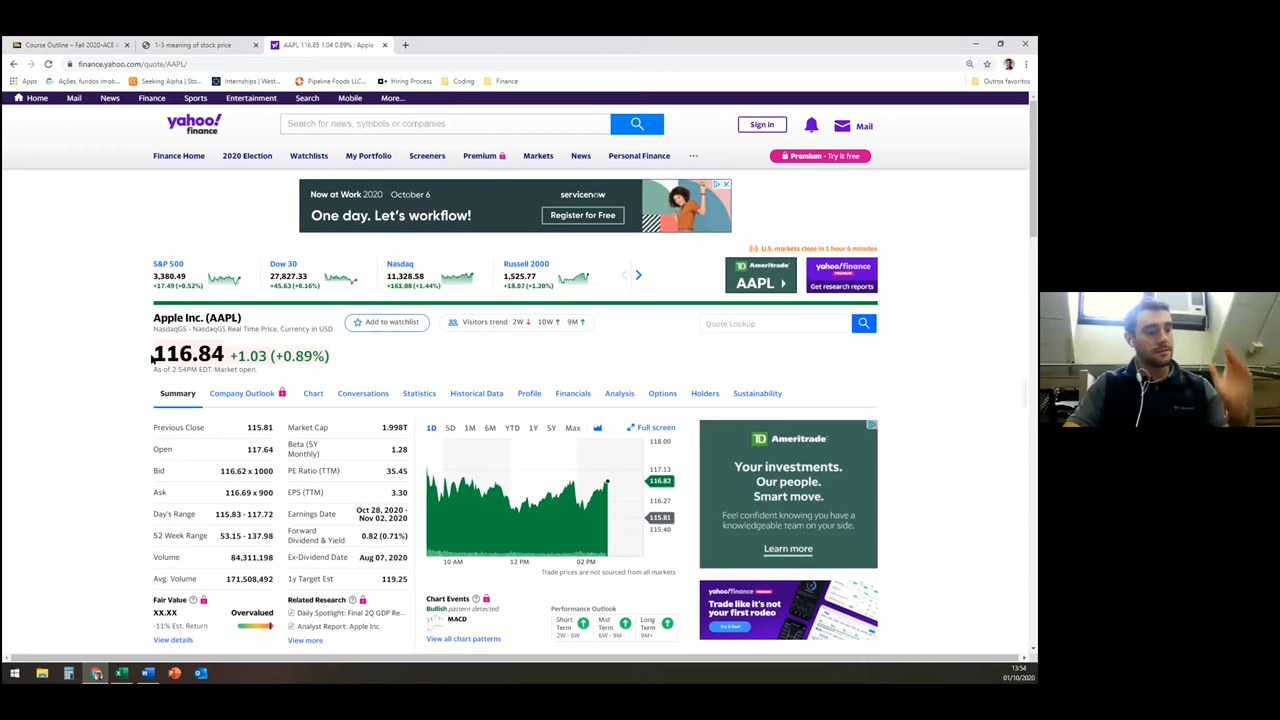 Course Outline – Fall 2020-ACE 4
1-3 meaning of stock price
AAPL 116.85 1.04 0.89% : Apple I
finance.yahoo.com/quote/AAPL/
Apps
Ações, fundos imob...
Seeking Alpha | Sto...
Internships | West...
Pipeline Foods LLC...
Hiring Process
Coding
Finance
Outros favoritos
Home Mail News Finance Sports Entertainment Search Mobile More...
yahoo!
finance
Search for news, symbols or companies
Sign in
Mail
Finance Home 2020 Election Watchlists My Portfolio Screeners Premium Markets News Personal Finance ...
Premium - Try it free
Now at Work 2020 October 6
One day. Let's workflow!
servicenow
Register for Free
U.S. markets close in 1 hour 6 minutes
S&P 500
3,380.49
+17.49 (+0.52%)
Dow 30
27,827.33
+45.63 (+0.16%)
Nasdaq
11,328.58
+161.08 (+1.44%)
Russell 2000
1,525.77
+18.07 (+1.20%)
TD Ameritrade
AAPL
yahoo!finance
PREMIUM
Get research reports
Apple Inc. (AAPL)
NasdaqGS - NasdaqGS Real Time Price. Currency in USD
Add to watchlist
Visitors trend 2W ↓ 10W ↑ 9M ↑
Quote Lookup
116.84 +1.03 (+0.89%)
As of 2:54PM EDT. Market open.
Summary Company Outlook Chart Conversations Statistics Historical Data Profile Financials Analysis Options Holders Sustainability
Previous Close 115.81
Open 117.64
Bid 116.62 x 1000
Ask 116.69 x 900
Day's Range 115.83 - 117.72
52 Week Range 53.15 - 137.98
Volume 84,311,198
Avg. Volume 171,508,492
Market Cap 1.998T
Beta (5Y
Monthly) 1.28
PE Ratio (TTM) 35.45
EPS (TTM) 3.30
Earnings Date Oct 28, 2020 -
Nov 02, 2020
Forward
Dividend & Yield 0.82 (0.71%)
Ex-Dividend Date Aug 07, 2020
1y Target Est 119.25
Fair Value
XX.XX Overvalued
-11% Est. Return
View details
Related Research
Daily Spotlight: Final 2Q GDP Re...
Analyst Report: Apple Inc.
View more
1D 5D 1M 6M YTD 1Y 5Y Max
Full screen
118.00
117.13
116.82
116.27
115.81
115.40
10 AM 12 PM 02 PM
Trade prices are not sourced from all markets
Chart Events
Bullish pattern detected
MACD
View all chart patterns
Performance Outlook
Short
Term
2W - 6W
Mid
Term
6W - 9M
Long
Term
9M+
TD Ameritrade
Your investments.
Our people.
Smart move.
Feel confident knowing you have a
knowledgeable team on your side.
Learn more
yahoo!finance
PREMIUM
Trade like it's not
your first rodeo
Try it free
13:54
01/10/2020